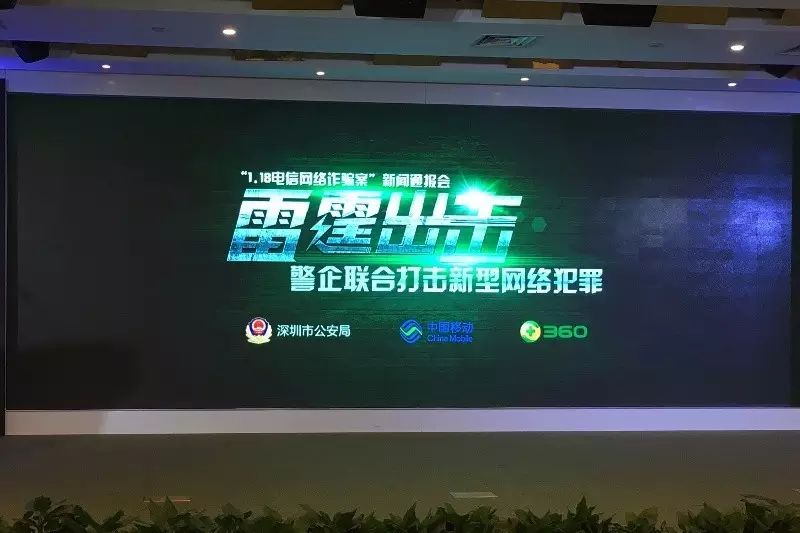 “1.18电信网络诈骗案”新闻通报会
雷霆出击
警企联合打击新型网络犯罪
深圳市公安局
中国移动
China Mobile
360